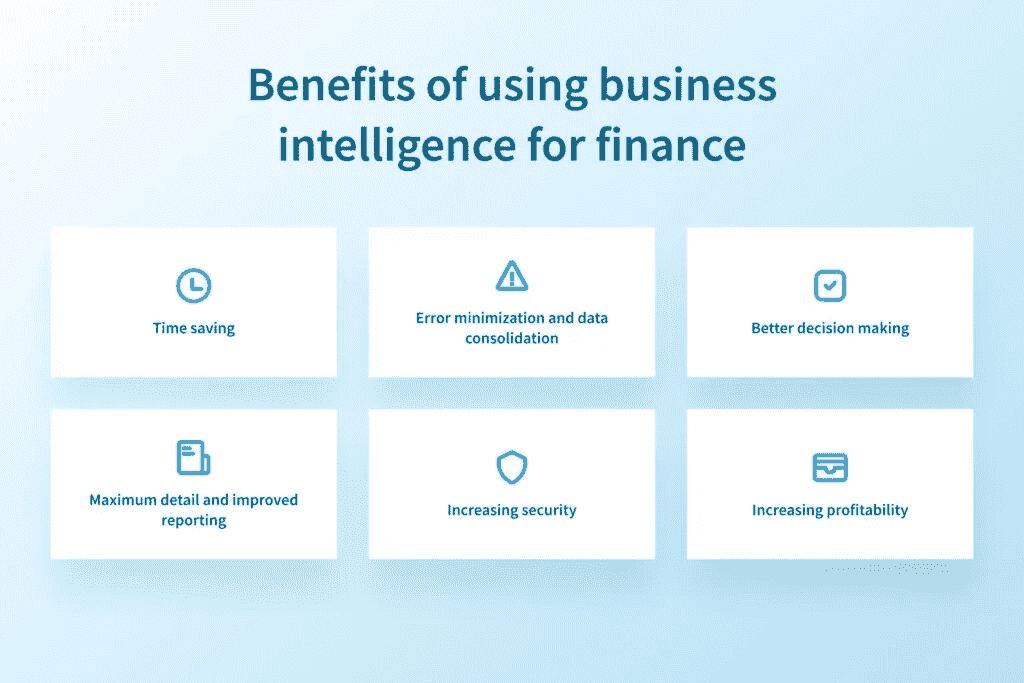 Benefits of using business
intelligence for finance
Time saving
Error minimization and data
consolidation
Better decision making
Maximum detail and improved
reporting
Increasing security
Increasing profitability